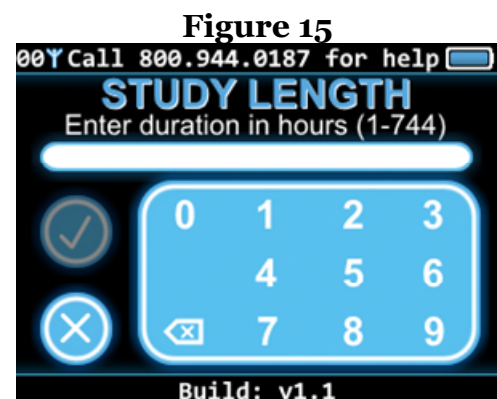 Figure 15
00 Call 800.944.0187 for help
STUDY LENGTH
Enter duration in hours (1-744)
0 1 2 3
4 5 6
7 8 9
Build: v1.1